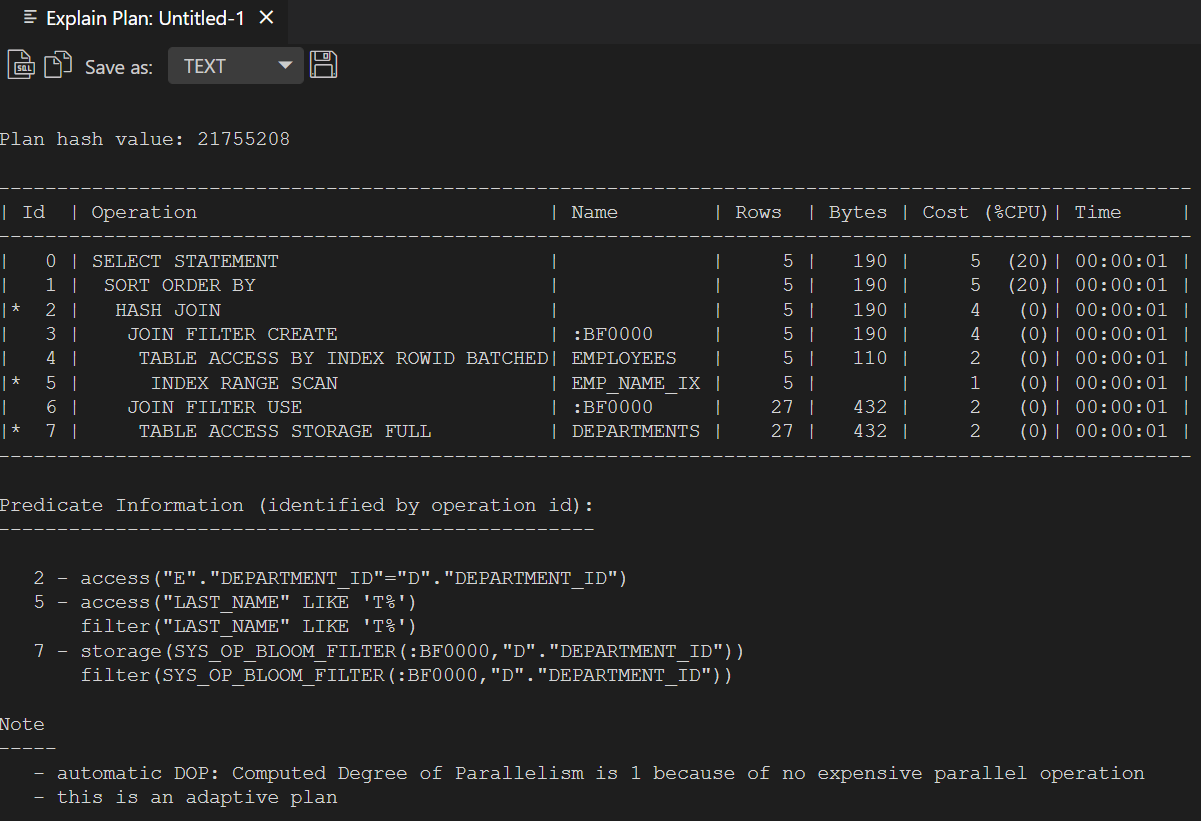 Explain Plan: Untitled-1
SQL Save as: TEXT
Plan hash value: 21755208
---------------------------------------------------------------------------------------------------
| Id  | Operation                              | Name        | Rows  | Bytes | Cost (%CPU)| Time     |
---------------------------------------------------------------------------------------------------
|   0 | SELECT STATEMENT                       |             |     5 |   190 |     5  (20)| 00:00:01 |
|   1 |  SORT ORDER BY                         |             |     5 |   190 |     5  (20)| 00:00:01 |
|*  2 |   HASH JOIN                            |             |     5 |   190 |     4   (0)| 00:00:01 |
|   3 |    JOIN FILTER CREATE                  | :BF0000     |     5 |   190 |     4   (0)| 00:00:01 |
|   4 |     TABLE ACCESS BY INDEX ROWID BATCHED| EMPLOYEES   |     5 |   110 |     2   (0)| 00:00:01 |
|*  5 |      INDEX RANGE SCAN                  | EMP_NAME_IX |     5 |       |     1   (0)| 00:00:01 |
|   6 |    JOIN FILTER USE                     | :BF0000     |    27 |   432 |     2   (0)| 00:00:01 |
|*  7 |     TABLE ACCESS STORAGE FULL          | DEPARTMENTS |    27 |   432 |     2   (0)| 00:00:01 |
---------------------------------------------------------------------------------------------------
Predicate Information (identified by operation id):
---------------------------------------------------
   2 - access("E"."DEPARTMENT_ID"="D"."DEPARTMENT_ID")
   5 - access("LAST_NAME" LIKE 'T%')
       filter("LAST_NAME" LIKE 'T%')
   7 - storage(SYS_OP_BLOOM_FILTER(:BF0000,"D"."DEPARTMENT_ID"))
       filter(SYS_OP_BLOOM_FILTER(:BF0000,"D"."DEPARTMENT_ID"))
Note
-----
   - automatic DOP: Computed Degree of Parallelism is 1 because of no expensive parallel operation
   - this is an adaptive plan